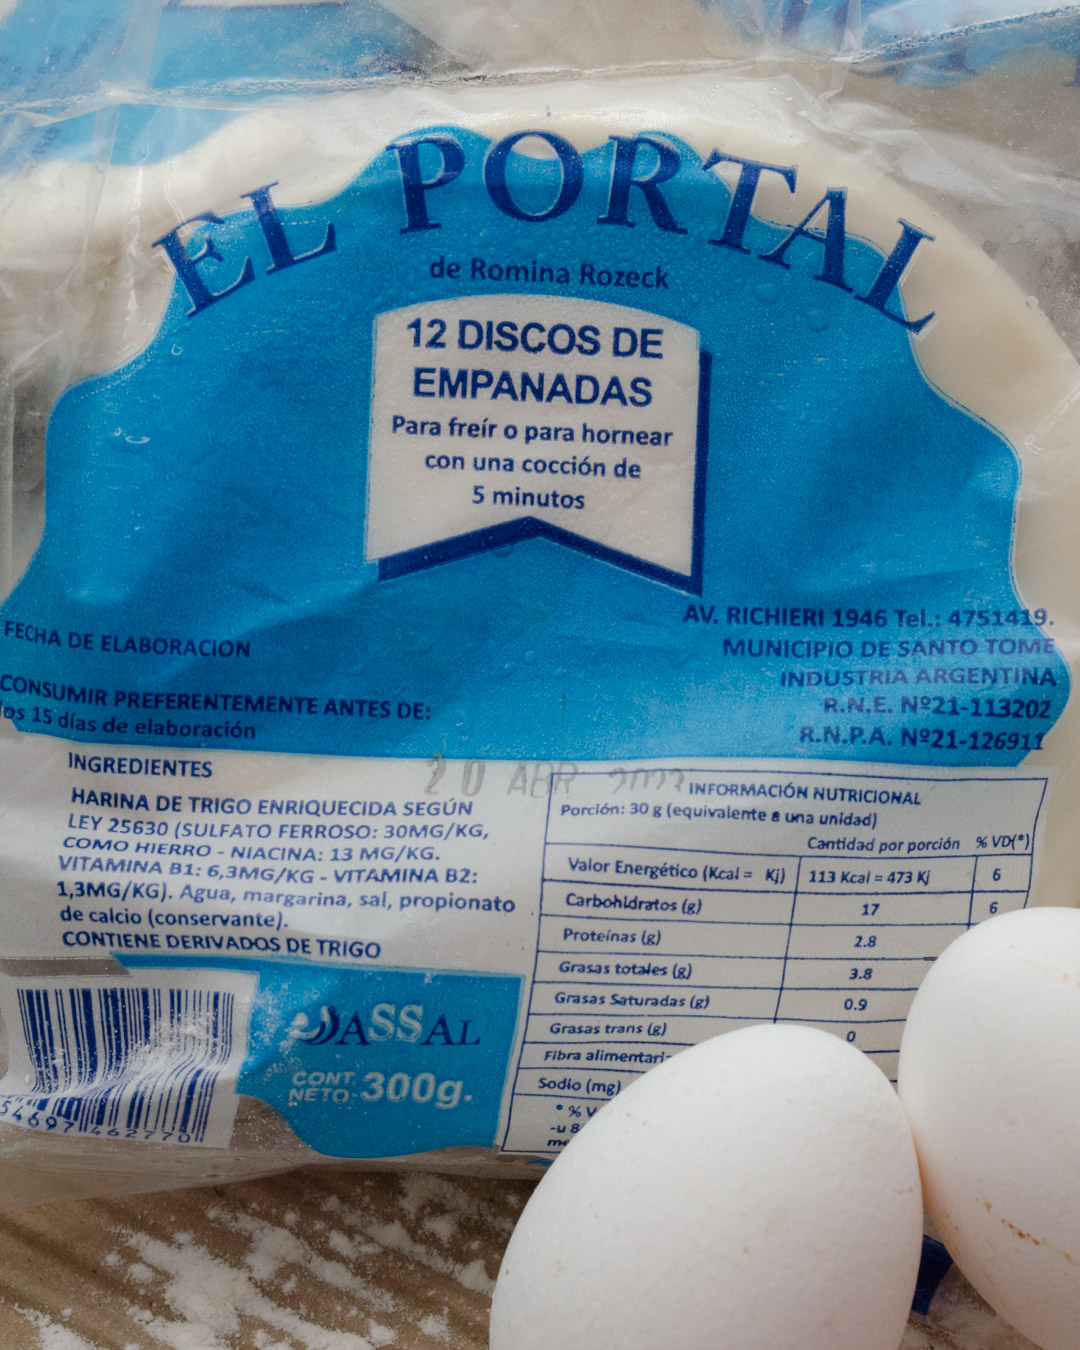 EL PORTAL
de Romina Rozeck
12 DISCOS DE
EMPANADAS
Para freír o para hornear
con una cocción de
5 minutos
AV. RICHIERI 1946 Tel.: 4751419.
MUNICIPIO DE SANTO TOME
INDUSTRIA ARGENTINA
R.N.E. Nº21-113202
R.N.P.A. Nº21-126911
FECHA DE ELABORACION
CONSUMIR PREFERENTEMENTE ANTES DE:
los 15 días de elaboración
20 ABR
INGREDIENTES
HARINA DE TRIGO ENRIQUECIDA SEGÚN
LEY 25630 (SULFATO FERROSO: 30MG/KG,
COMO HIERRO - NIACINA: 13 MG/KG.
VITAMINA B1: 6,3MG/KG - VITAMINA B2:
1,3MG/KG). Agua, margarina, sal, propionato
de calcio (conservante).
CONTIENE DERIVADOS DE TRIGO
INFORMACIÓN NUTRICIONAL
Porción: 30 g (equivalente a una unidad)
Cantidad por porción % VD(*)
Valor Energético (Kcal = Kj) 113 Kcal = 473 Kj 6
Carbohidratos (g) 17 6
Proteínas (g) 2.8
Grasas totales (g) 3.8
Grasas Saturadas (g) 0.9
Grasas trans (g) 0
Fibra
Sodio (mg)
* % 
ASSAL
CONT.
NETO 300g.
54697 462770